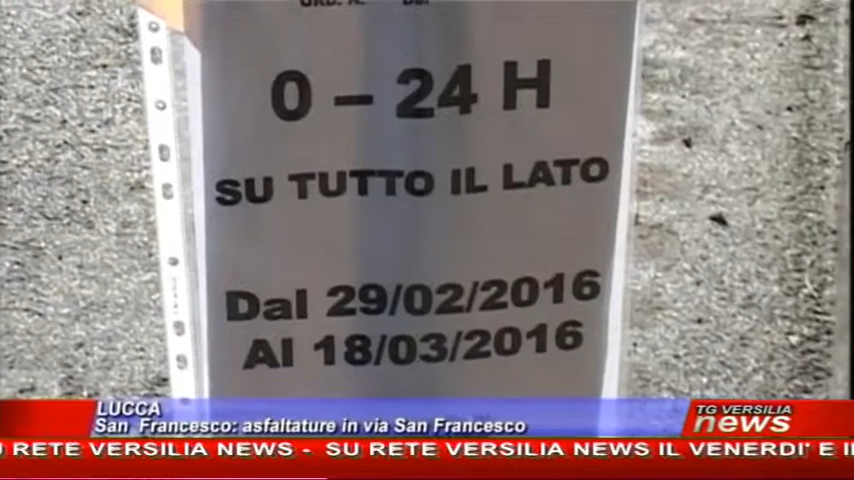 0 – 24 H
SU TUTTO IL LATO
Dal 29/02/2016
Al 18/03/2016
LUCCA
San Francesco: asfaltature in via San Francesco
TG VERSILIA
news
RETE VERSILIA NEWS - SU RETE VERSILIA NEWS IL VENERDI' E